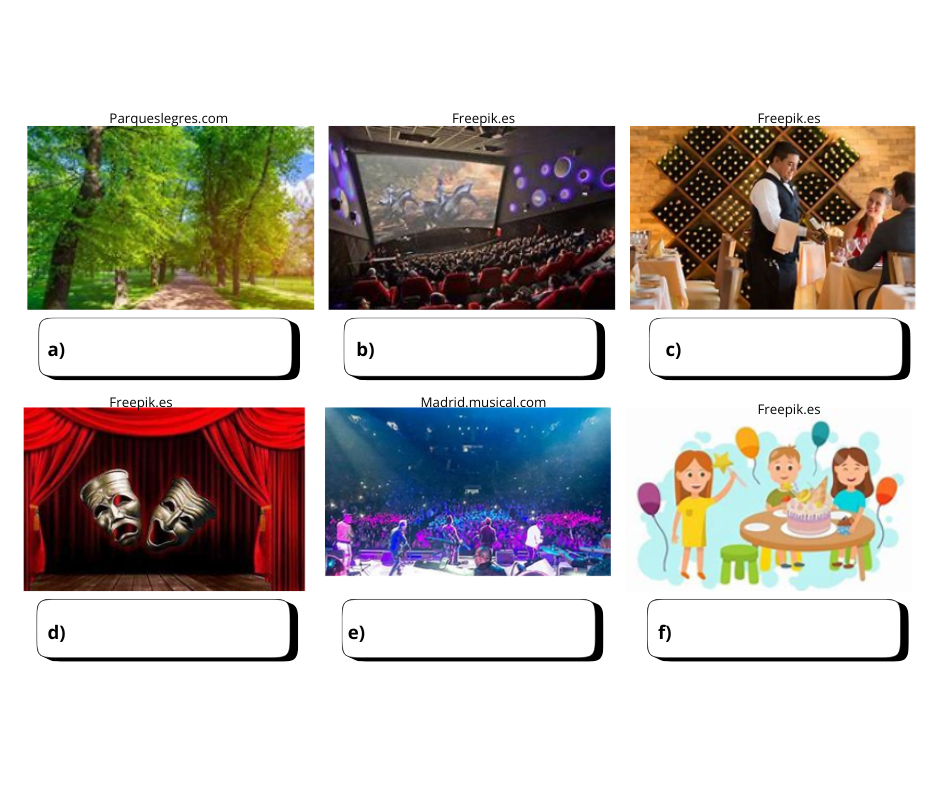 Parqueslegres.com
Freepik.es
Freepik.es
a)
b)
c)
Freepik.es
Madrid.musical.com
Freepik.es
d)
e)
f)